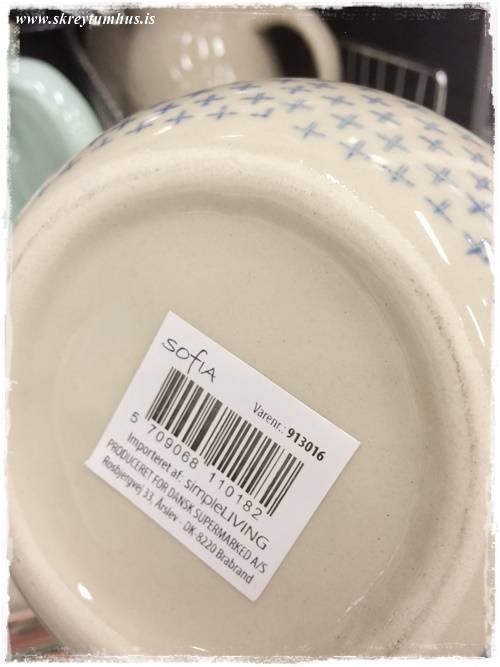 www.skreytumhus.is
SOfiA
Varenr.: 913016
5 709068 110182
Importeret af: simpleLIVING
PRODUCERET FOR DANSK SUPERMARKED A/S
Rosbjergvej 33, Årslev - DK-8220 Brabrand